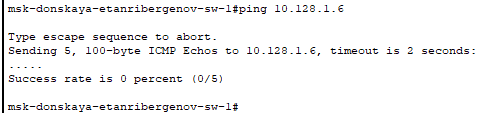 msk-donskaya-etanribergenov-sw-1#ping 10.128.1.6
Type escape sequence to abort.
Sending 5, 100-byte ICMP Echos to 10.128.1.6, timeout is 2 seconds:
.....
Success rate is 0 percent (0/5)
msk-donskaya-etanribergenov-sw-1#